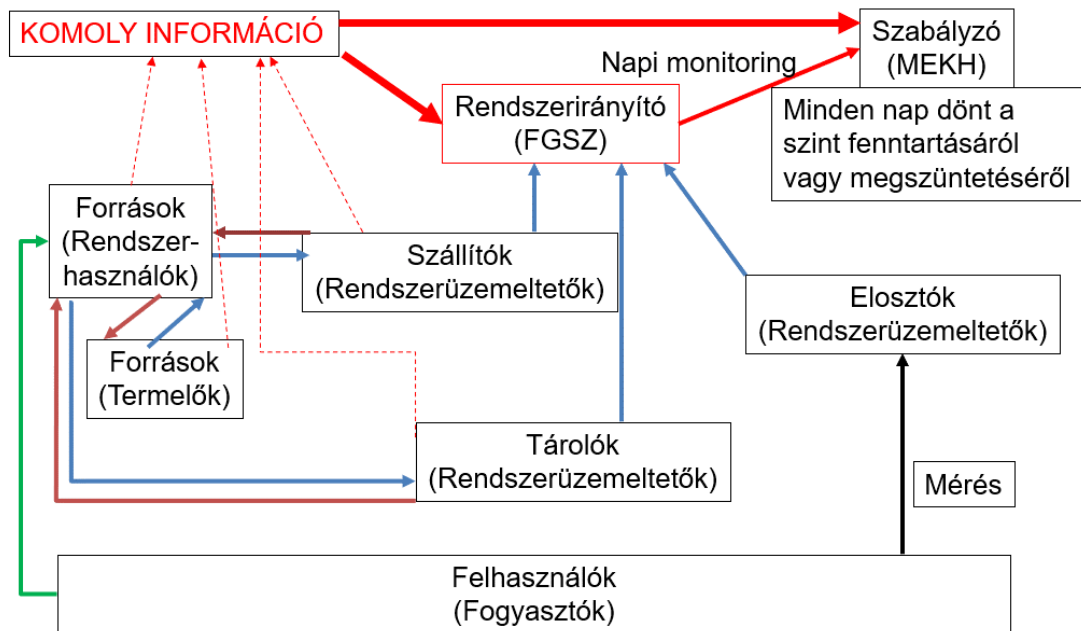 KOMOLY INFORMÁCIÓ
Szabályzó
(MEKH)
Napi monitoring
Rendszerirányító
(FGSZ)
Minden nap dönt a
szint fenntartásáról
vagy megszüntetéséről
Források
(Rendszer-
használók)
Szállítók
(Rendszerüzemeltetők)
Elosztók
(Rendszerüzemeltetők)
Források
(Termelők)
Tárolók
(Rendszerüzemeltetők)
Mérés
Felhasználók
(Fogyasztók)